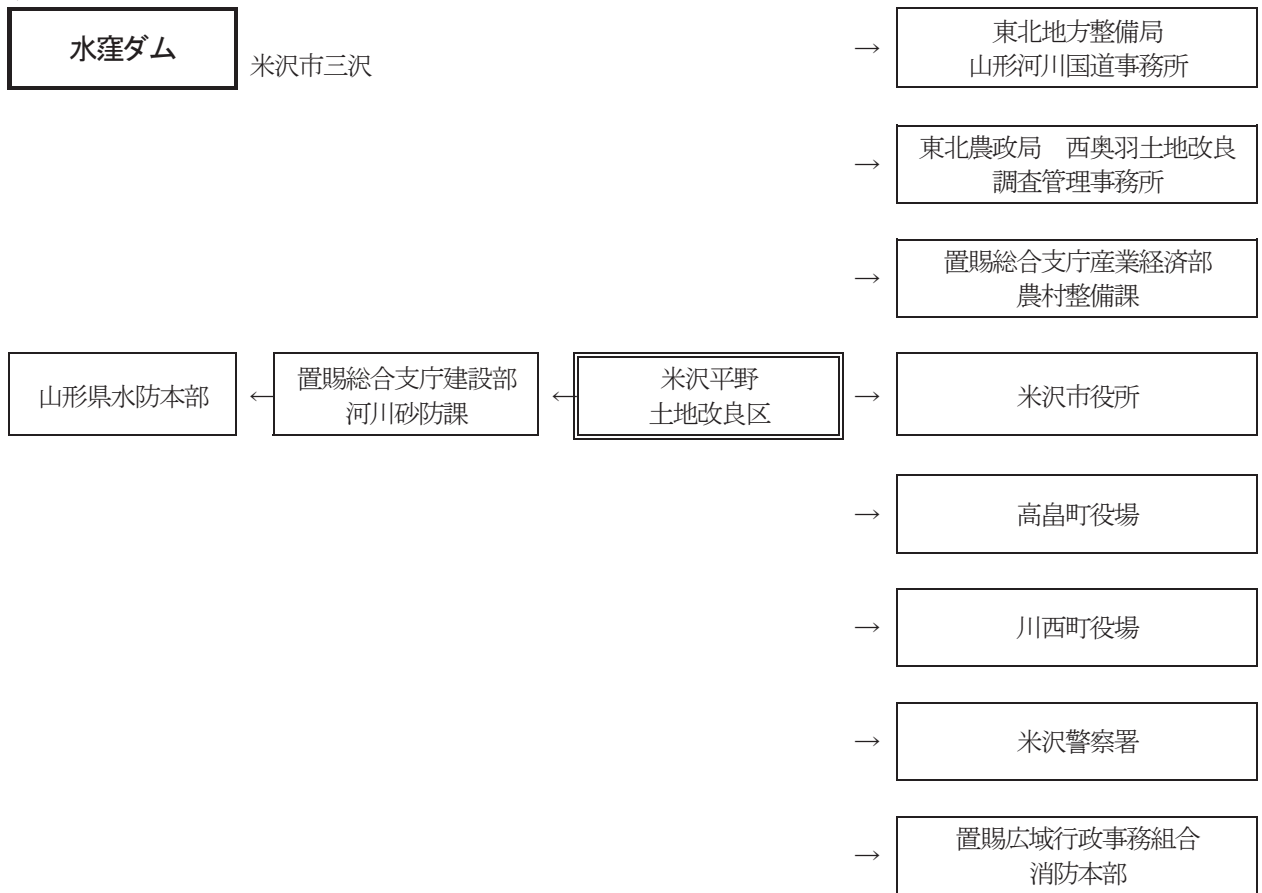 水窪ダム
米沢市三沢
→
東北地方整備局
山形河川国道事務所
→
東北農政局　西奥羽土地改良
調査管理事務所
→
置賜総合支庁産業経済部
農村整備課
山形県水防本部
←
置賜総合支庁建設部
河川砂防課
←
米沢平野
土地改良区
→
米沢市役所
→
高畠町役場
→
川西町役場
→
米沢警察署
→
置賜広域行政事務組合
消防本部